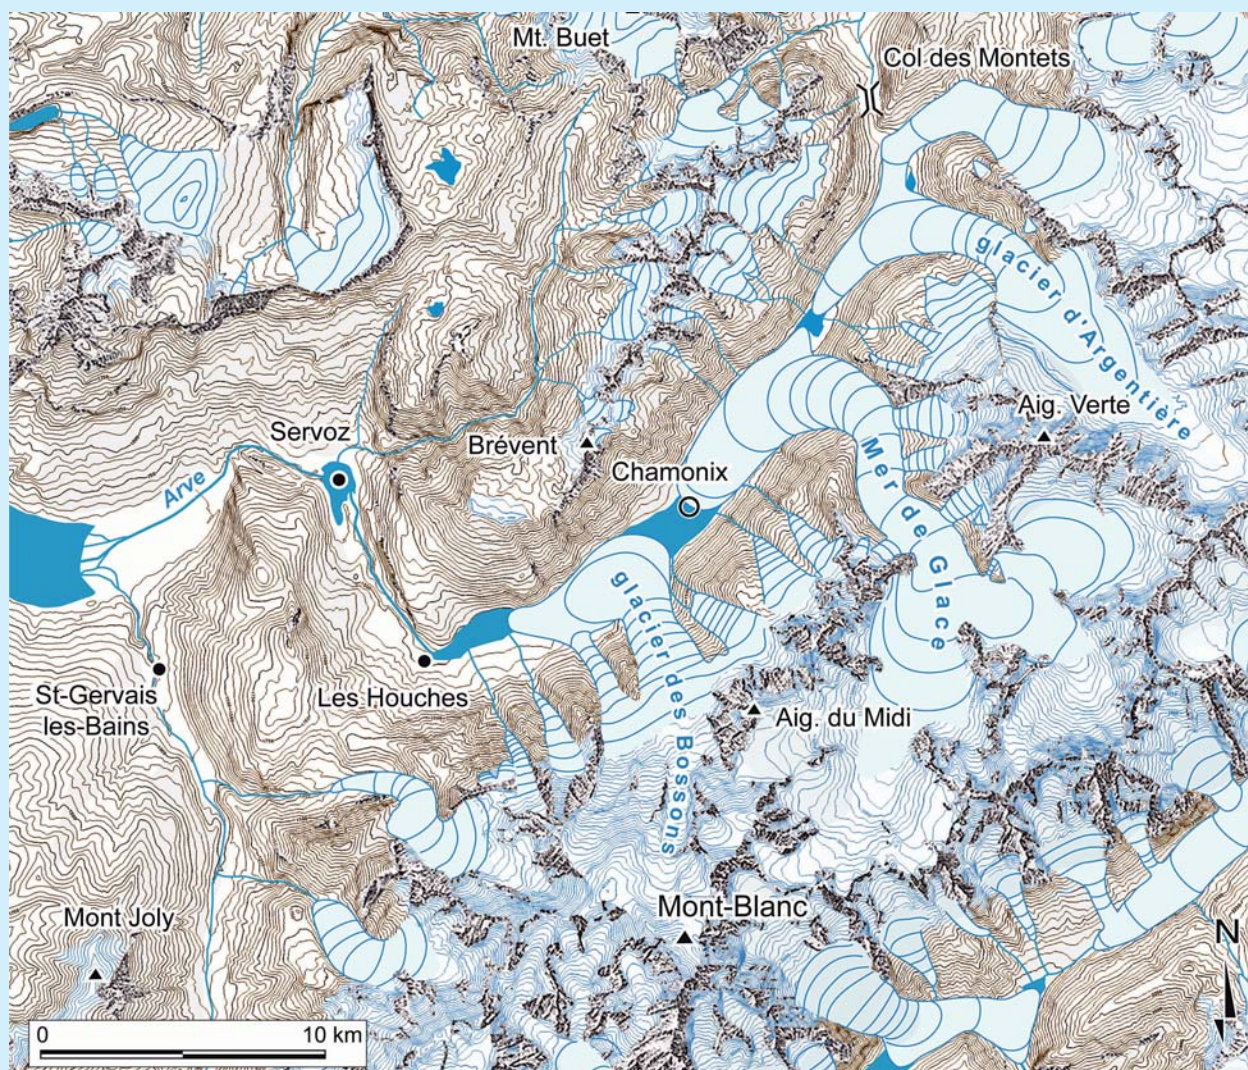 Mt. Buet
Col des Montets
glacier d'Argentière
Aig. Verte
Servoz
Brévent
Chamonix
Arve
Mer de Glace
glacier des Bossons
St-Gervais
les-Bains
Les Houches
Aig. du Midi
Mont-Blanc
Mont Joly
N
0 10 km